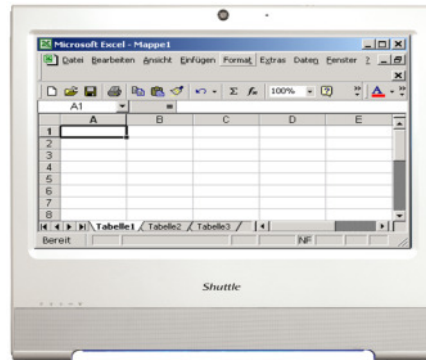 Microsoft Excel - Mappe1
Datei Bearbeiten Ansicht Einfügen Format Extras Daten Fenster ?
100%
A1 =
A B C D E
1
2
3
4
5
6
7
8
Tabelle1 Tabelle2 Tabelle3
Bereit NF
Shuttle